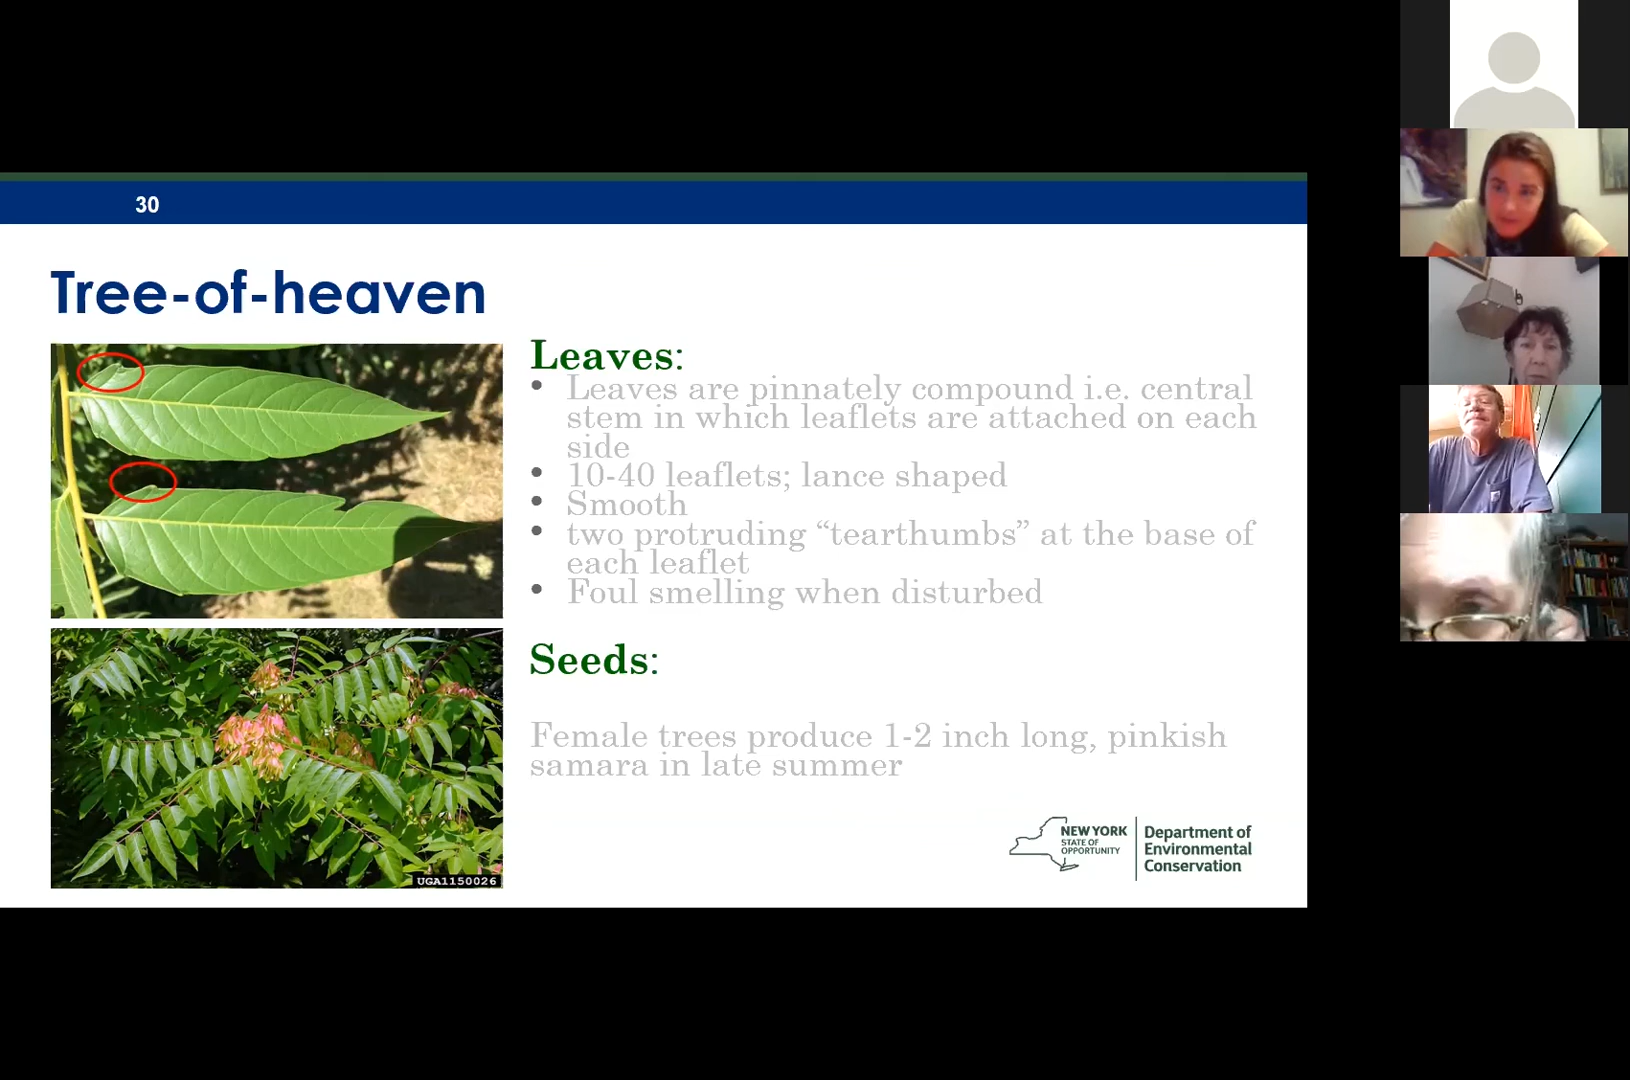 30
Tree-of-heaven
Leaves:
• Leaves are pinnately compound i.e. central
stem in which leaflets are attached on each
side
• 10-40 leaflets; lance shaped
• Smooth
• two protruding “tearthumbs” at the base of
each leaflet
• Foul smelling when disturbed
Seeds:
Female trees produce 1-2 inch long, pinkish
samara in late summer
UGA1150026
NEW YORK
STATE OF
OPPORTUNITY
Department of
Environmental
Conservation